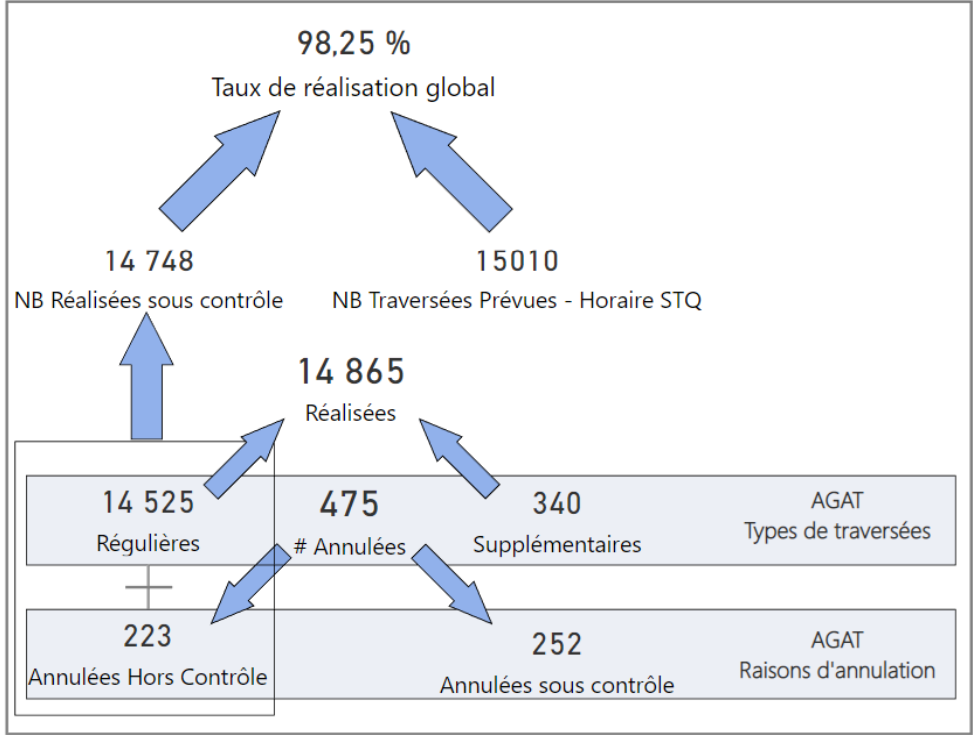 98,25 %
Taux de réalisation global
14 748
NB Réalisées sous contrôle
15010
NB Traversées Prévues - Horaire STQ
14 865
Réalisées
14 525
Régulières
475
# Annulées
340
Supplémentaires
AGAT
Types de traversées
223
Annulées Hors Contrôle
252
Annulées sous contrôle
AGAT
Raisons d'annulation